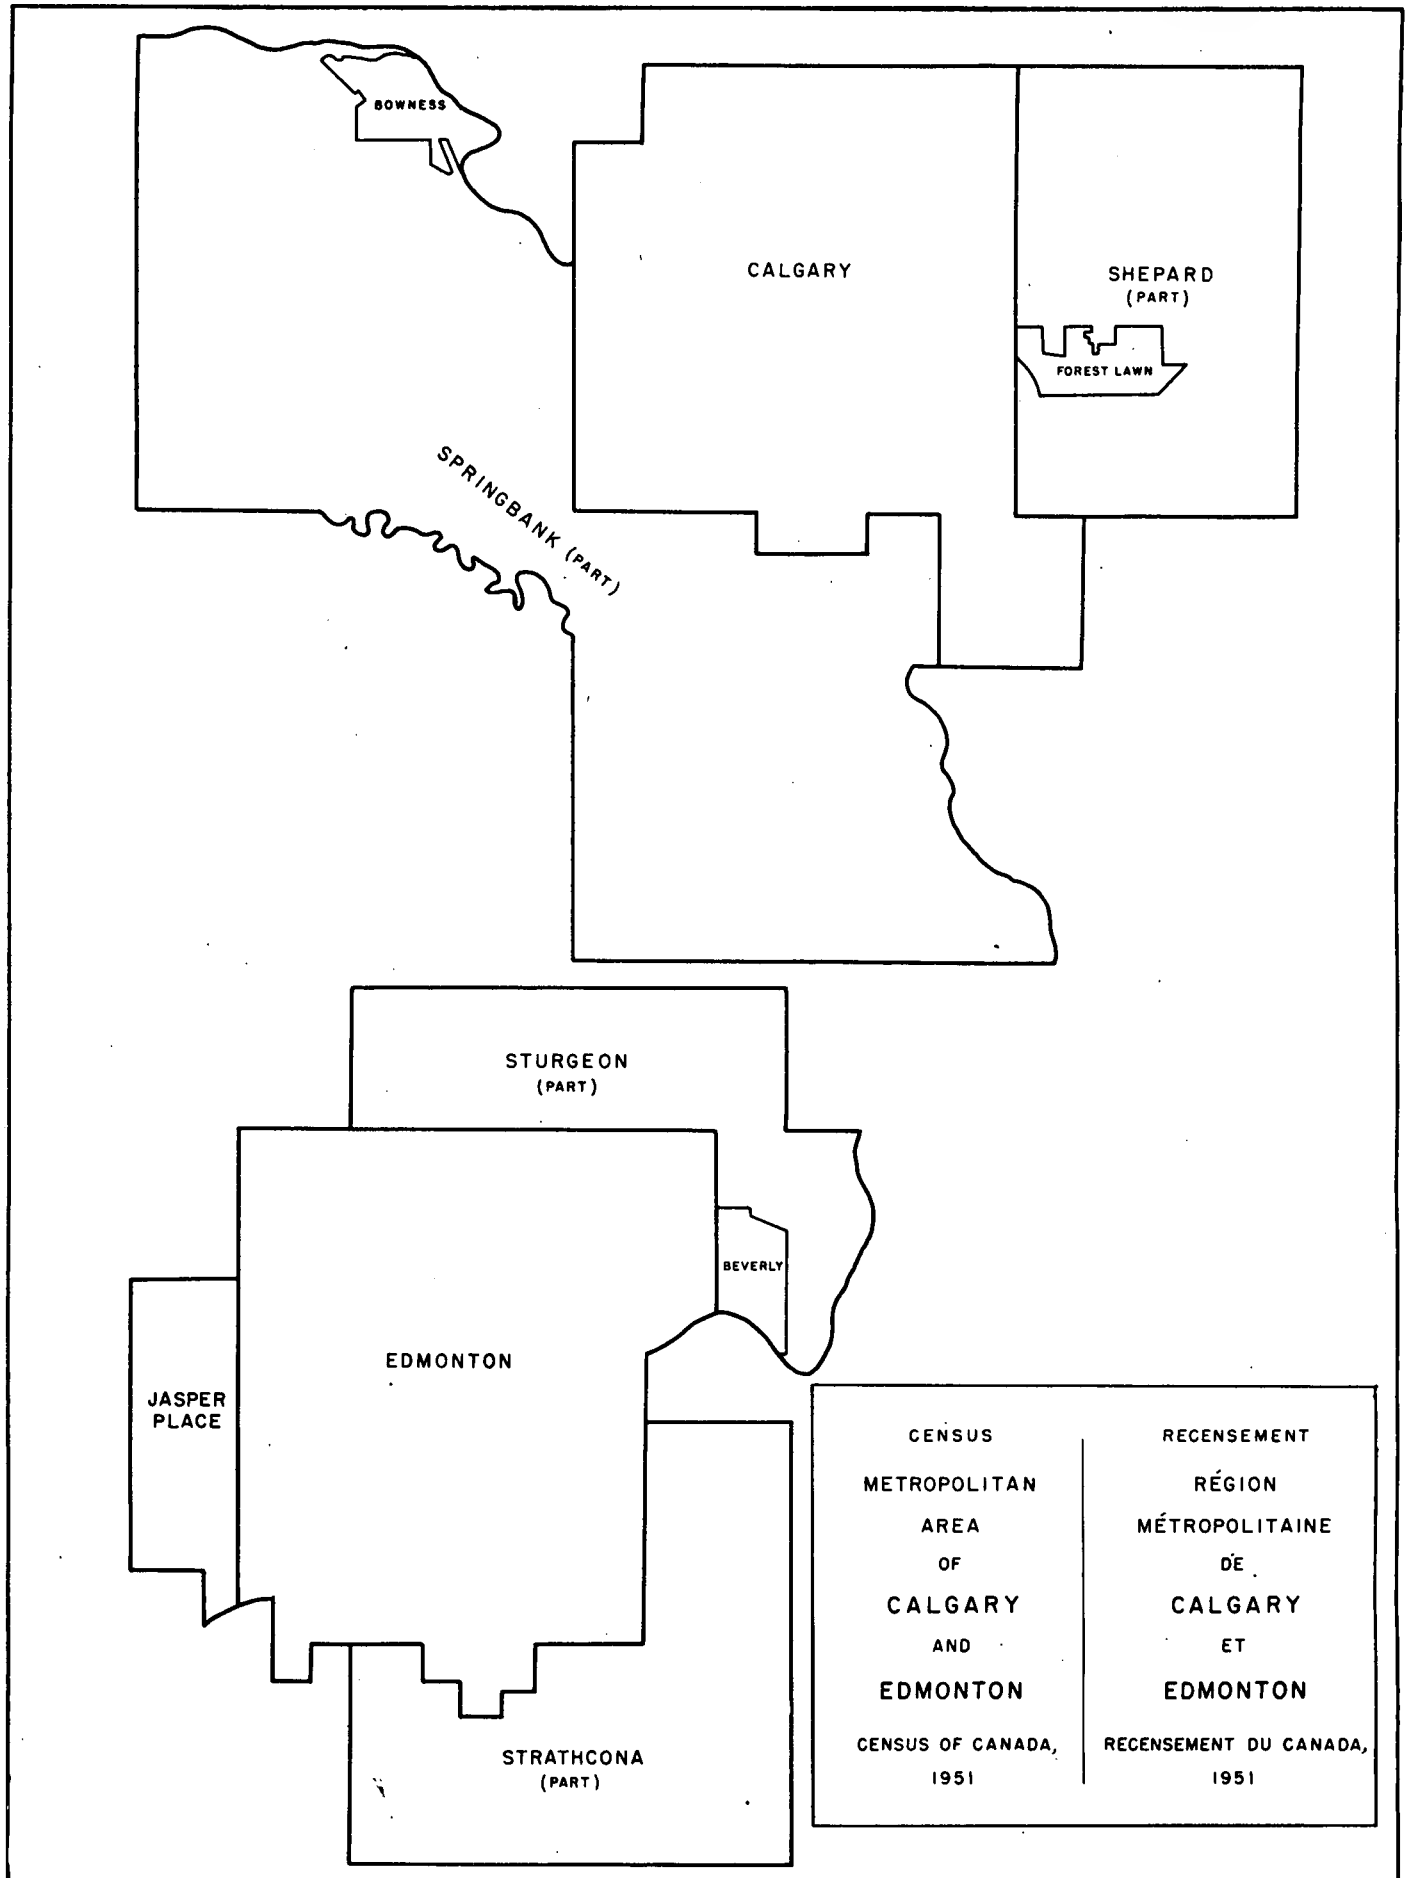 BOWNESS
CALGARY
SHEPARD
(PART)
FOREST LAWN
SPRINGBANK (PART)
STURGEON
(PART)
BEVERLY
EDMONTON
JASPER
PLACE
STRATHCONA
(PART)
CENSUS
METROPOLITAN
AREA
OF
CALGARY
AND
EDMONTON
CENSUS OF CANADA,
1951
RECENSEMENT
RÉGION
MÉTROPOLITAINE
DE
CALGARY
ET
EDMONTON
RECENSEMENT DU CANADA,
1951